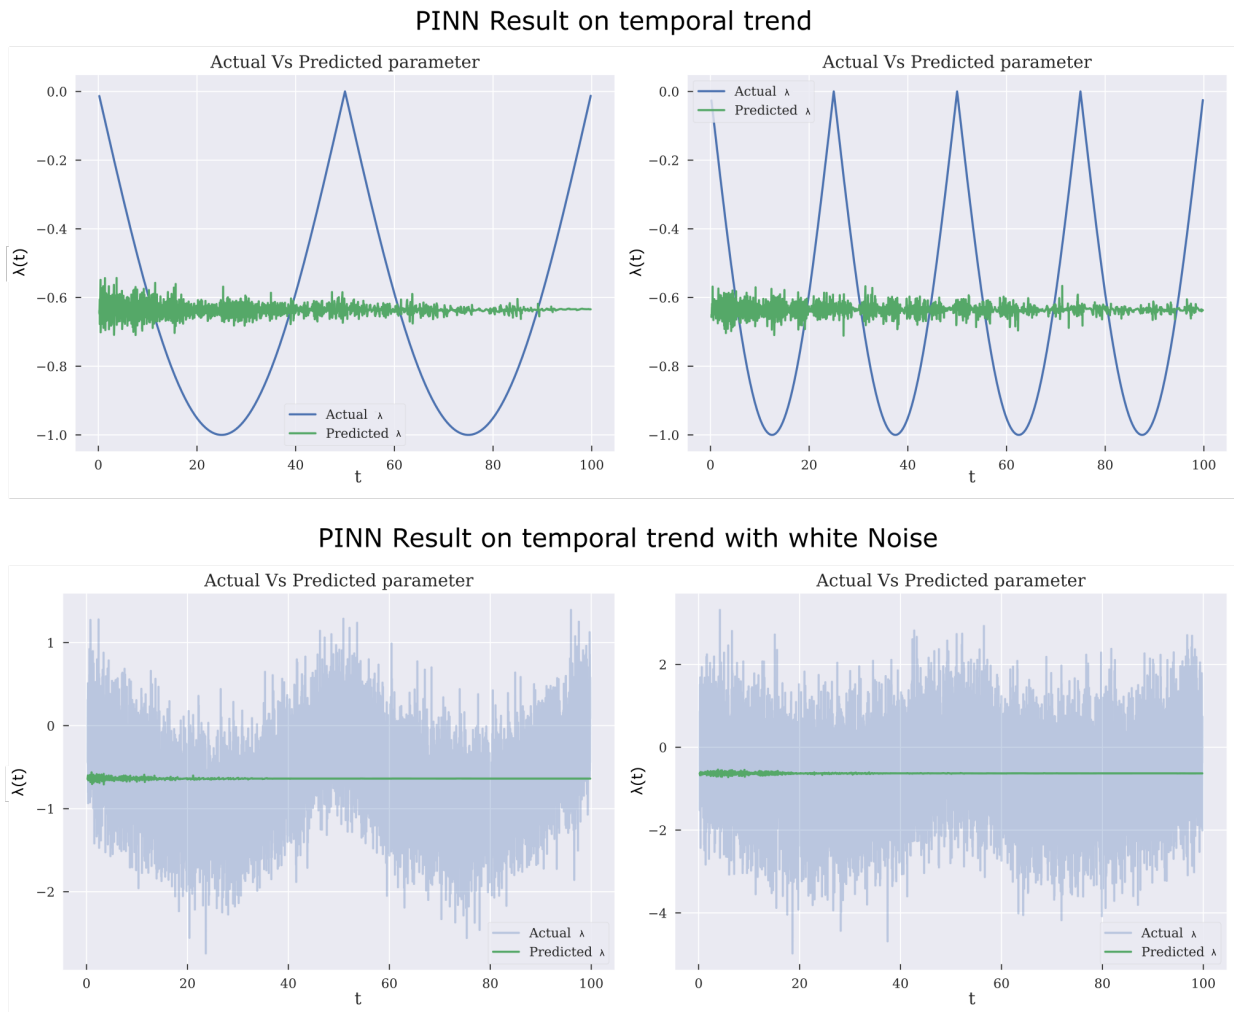 PINN Result on temporal trend
Actual Vs Predicted parameter
0.0
−0.2
−0.4
−0.6
−0.8
−1.0
λ(t)
Actual λ
Predicted λ
0 20 40 60 80 100
t
Actual Vs Predicted parameter
Actual λ
Predicted λ
0.0
−0.2
−0.4
−0.6
−0.8
−1.0
λ(t)
0 20 40 60 80 100
t
PINN Result on temporal trend with white Noise
Actual Vs Predicted parameter
1
0
−1
−2
λ(t)
Actual λ
Predicted λ
0 20 40 60 80 100
t
Actual Vs Predicted parameter
2
0
−2
−4
λ(t)
Actual λ
Predicted λ
0 20 40 60 80 100
t